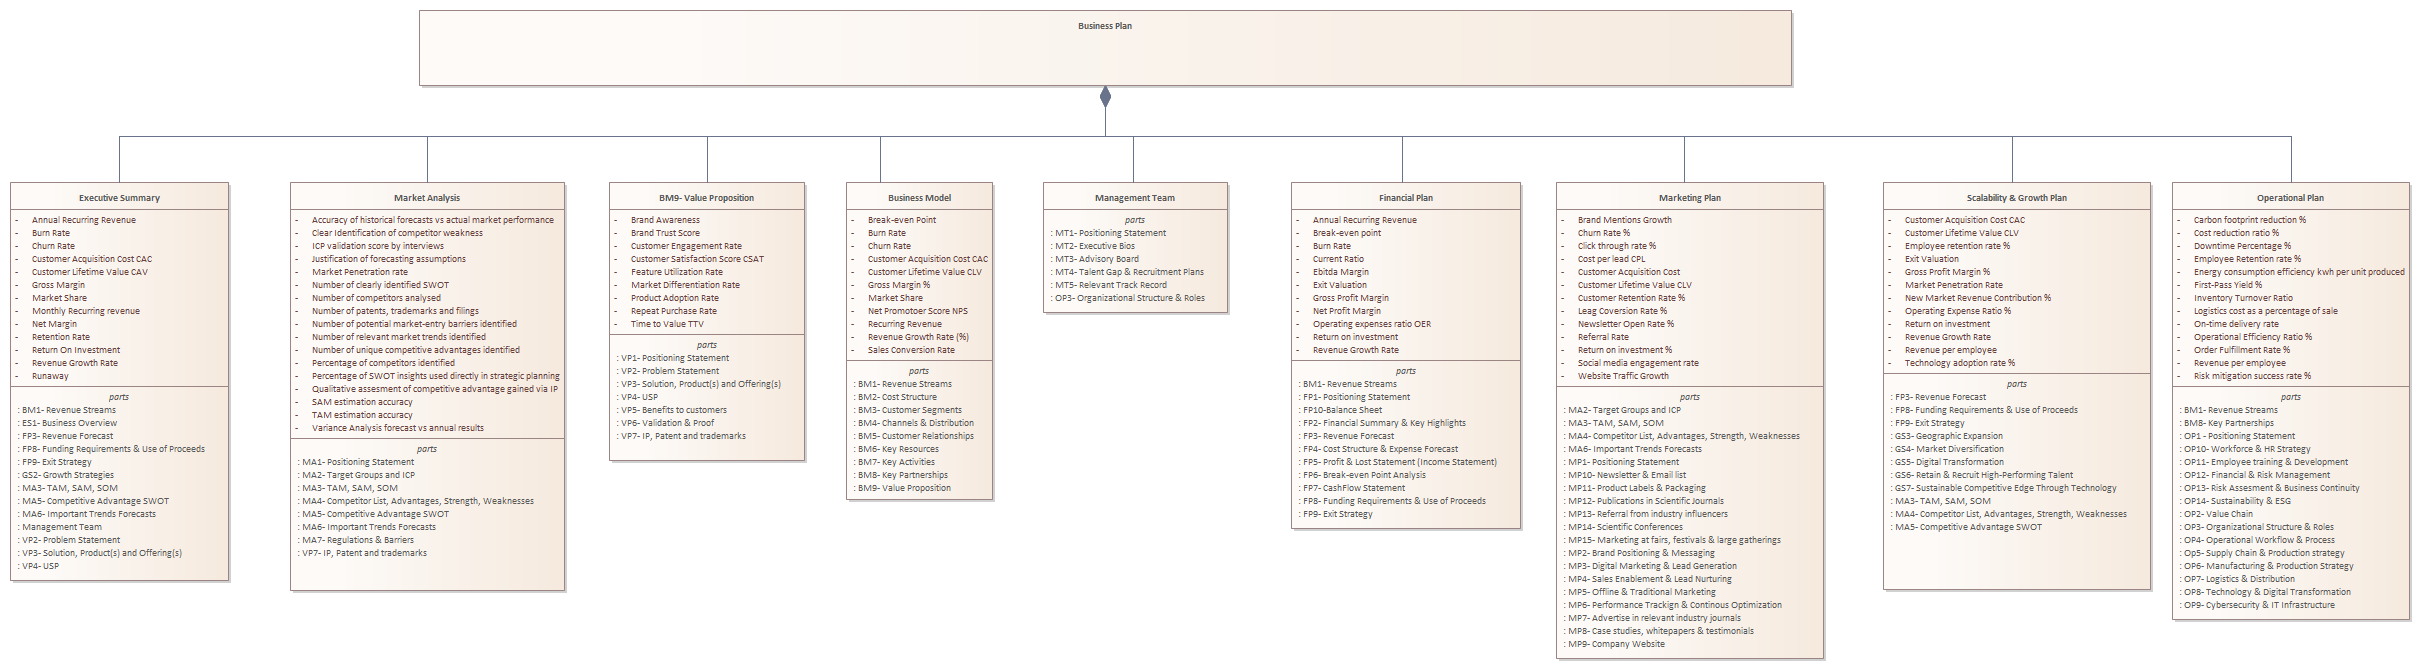 Business Plan
Executive Summary
- Annual Recurring Revenue
- Burn Rate
- Churn Rate
- Customer Acquisition Cost CAC
- Customer Lifetime Value CAV
- Gross Margin
- Market Share
- Monthly Recurring revenue
- Net Margin
- Retention Rate
- Return On Investment
- Revenue Growth Rate
- Runaway
parts
: BM1- Revenue Streams
: ES1- Business Overview
: FP3- Revenue Forecast
: FP8- Funding Requirements & Use of Proceeds
: FP9- Exit Strategy
: GS2- Growth Strategies
: MA3- TAM, SAM, SOM
: MA5- Competitive Advantage SWOT
: MA6- Important Trends Forecasts
: Management Team
: VP2- Problem Statement
: VP3- Solution, Product(s) and Offering(s)
: VP4- USP
Market Analysis
- Accuracy of historical forecasts vs actual market performance
- Clear Identification of competitor weakness
- ICP validation score by interviews
- Justification of forecasting assumptions
- Market Penetration rate
- Number of clearly identified SWOT
- Number of competitors analysed
- Number of patents, trademarks and filings
- Number of potential market-entry barriers identified
- Number of relevant market trends identified
- Number of unique competitive advantages identified
- Percentage of competitors identified
- Percentage of SWOT insights used directly in strategic planning
- Qualitative assesment of competitive advantage gained via IP
- SAM estimation accuracy
- TAM estimation accuracy
- Variance Analysis forecast vs annual results
parts
: MA1- Positioning Statement
: MA2- Target Groups and ICP
: MA3- TAM, SAM, SOM
: MA4- Competitor List, Advantages, Strength, Weaknesses
: MA5- Competitive Advantage SWOT
: MA6- Important Trends Forecasts
: MA7- Regulations & Barriers
: VP7- IP, Patent and trademarks
BM9- Value Proposition
- Brand Awareness
- Brand Trust Score
- Customer Engagement Rate
- Customer Satisfaction Score CSAT
- Feature Utilization Rate
- Market Differentiation Rate
- Product Adoption Rate
- Repeat Purchase Rate
- Time to Value TTV
parts
: VP1- Positioning Statement
: VP2- Problem Statement
: VP3- Solution, Product(s) and Offering(s)
: VP4- USP
: VP5- Benefits to customers
: VP6- Validation & Proof
: VP7- IP, Patent and trademarks
Business Model
- Break-even Point
- Burn Rate
- Churn Rate
- Customer Acquisition Cost CAC
- Customer Lifetime Value CLV
- Gross Margin %
- Market Share
- Net Promotoer Score NPS
- Recurring Revenue
- Revenue Growth Rate (%)
- Sales Conversion Rate
parts
: BM1- Revenue Streams
: BM2- Cost Structure
: BM3- Customer Segments
: BM4- Channels & Distribution
: BM5- Customer Relationships
: BM6- Key Resources
: BM7- Key Activities
: BM8- Key Partnerships
: BM9- Value Proposition
Management Team
parts
: MT1- Positioning Statement
: MT2- Executive Bios
: MT3- Advisory Board
: MT4- Talent Gap & Recruitment Plans
: MT5- Relevant Track Record
: OP3- Organizational Structure & Roles
Financial Plan
- Annual Recurring Revenue
- Break-even point
- Burn Rate
- Current Ratio
- Ebitda Margin
- Exit Valuation
- Gross Profit Margin
- Net Profit Margin
- Operating expenses ratio OER
- Return on investment
- Revenue Growth Rate
parts
: BM1- Revenue Streams
: FP1- Positioning Statement
: FP10-Balance Sheet
: FP2- Financial Summary & Key Highlights
: FP3- Revenue Forecast
: FP4- Cost Structure & Expense Forecast
: FP5- Profit & Lost Statement (Income Statement)
: FP6- Break-even Point Analysis
: FP7- CashFlow Statement
: FP8- Funding Requirements & Use of Proceeds
: FP9- Exit Strategy
Marketing Plan
- Brand Mentions Growth
- Churn Rate %
- Click through rate %
- Cost per lead CPL
- Customer Acquisition Cost
- Customer Lifetime Value CLV
- Customer Retention Rate %
- Leag Coversion Rate %
- Newsletter Open Rate %
- Referral Rate
- Return on investment %
- Social media engagement rate
- Website Traffic Growth
parts
: MA2- Target Groups and ICP
: MA3- TAM, SAM, SOM
: MA4- Competitor List, Advantages, Strength, Weaknesses
: MA6- Important Trends Forecasts
: MP1- Positioning Statement
: MP10- Newsletter & Email list
: MP11- Product Labels & Packaging
: MP12- Publications in Scientific Journals
: MP13- Referral from industry influencers
: MP14- Scientific Conferences
: MP15- Marketing at fairs, festivals & large gatherings
: MP2- Brand Positioning & Messaging
: MP3- Digital Marketing & Lead Generation
: MP4- Sales Enablement & Lead Nurturing
: MP5- Offline & Traditional Marketing
: MP6- Performance Trackign & Continous Optimization
: MP7- Advertise in relevant industry journals
: MP8- Case studies, whitepapers & testimonials
: MP9- Company Website
Scalability & Growth Plan
- Customer Acquisition Cost CAC
- Customer Lifetime Value CLV
- Employee retention rate %
- Exit Valuation
- Gross Profit Margin %
- Market Penetration Rate
- New Market Revenue Contribution %
- Operating Expense Ratio %
- Return on investment
- Revenue Growth Rate
- Revenue per employee
- Technology adoption rate %
parts
: FP3- Revenue Forecast
: FP8- Funding Requirements & Use of Proceeds
: FP9- Exit Strategy
: GS3- Geographic Expansion
: GS4- Market Diversification
: GS5- Digital Transformation
: GS6- Retain & Recruit High-Performing Talent
: GS7- Sustainable Competitive Edge Through Technology
: MA3- TAM, SAM, SOM
: MA4- Competitor List, Advantages, Strength, Weaknesses
: MA5- Competitive Advantage SWOT
Operational Plan
- Carbon footprint reduction %
- Cost reduction ratio %
- Downtime Percentage %
- Employee Retention rate %
- Energy consumption efficiency kwh per unit produced
- First-Pass Yield %
- Inventory Turnover Ratio
- Logistics cost as a percentage of sale
- On-time delivery rate
- Operational Efficiency Ratio %
- Order Fulfillment Rate %
- Revenue per employee
- Risk mitigation success rate %
parts
: BM1- Revenue Streams
: BM8- Key Partnerships
: OP1 - Positioning Statement
: OP10- Workforce & HR Strategy
: OP11- Employee training & Development
: OP12- Financial & Risk Management
: OP13- Risk Assesment & Business Continuity
: OP14- Sustainability & ESG
: OP2- Value Chain
: OP3- Organizational Structure & Roles
: OP4- Operational Workflow & Process
: Op5- Supply Chain & Production strategy
: OP6- Manufacturing & Production Strategy
: OP7- Logistics & Distribution
: OP8- Technology & Digital Transformation
: OP9- Cybersecurity & IT Infrastructure